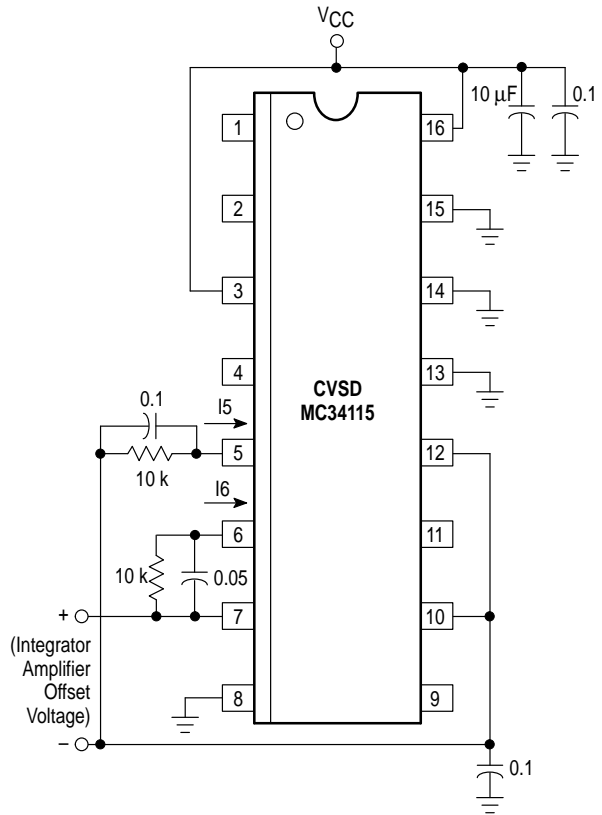 VCC
10 μF
0.1
1
16
2
15
3
14
4
13
CVSD
MC34115
0.1
I5
5
12
10 k
I6
6
11
10 k
0.05
+
7
10
(Integrator
Amplifier
Offset
Voltage)
8
9
–
0.1